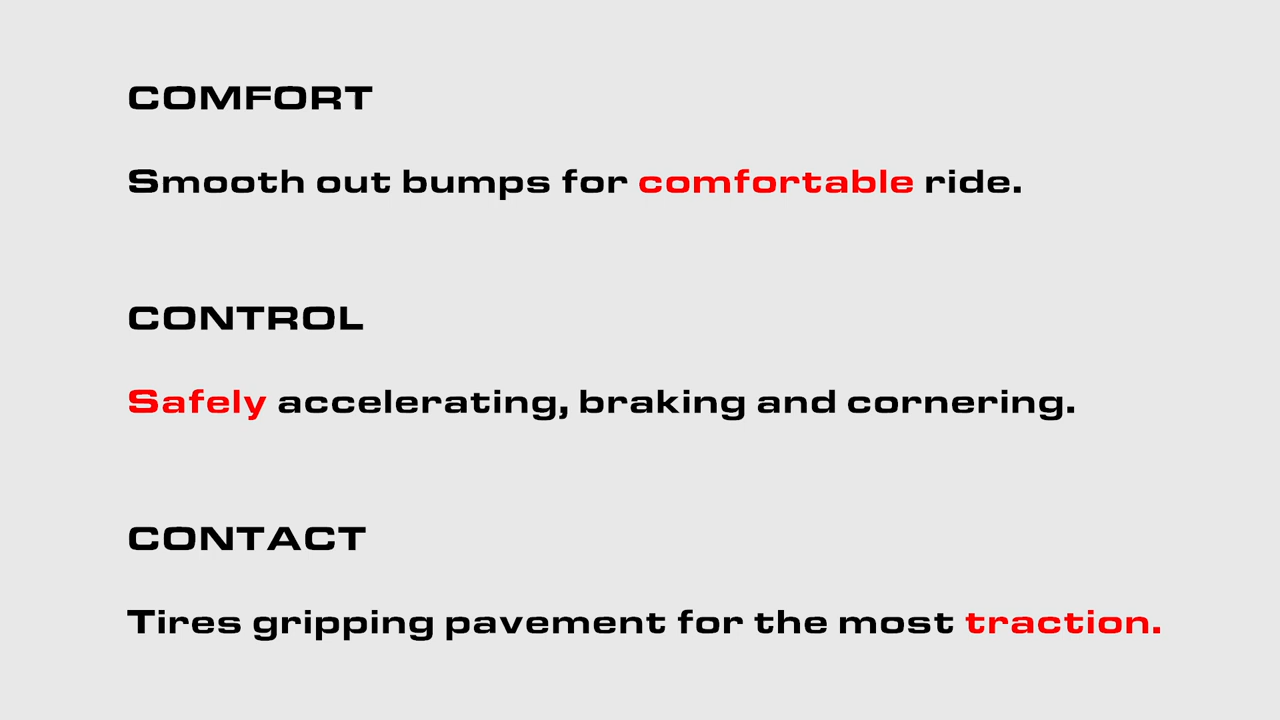 COMFORT
Smooth out bumps for comfortable ride.
CONTROL
Safely accelerating, braking and cornering.
CONTACT
Tires gripping pavement for the most traction.